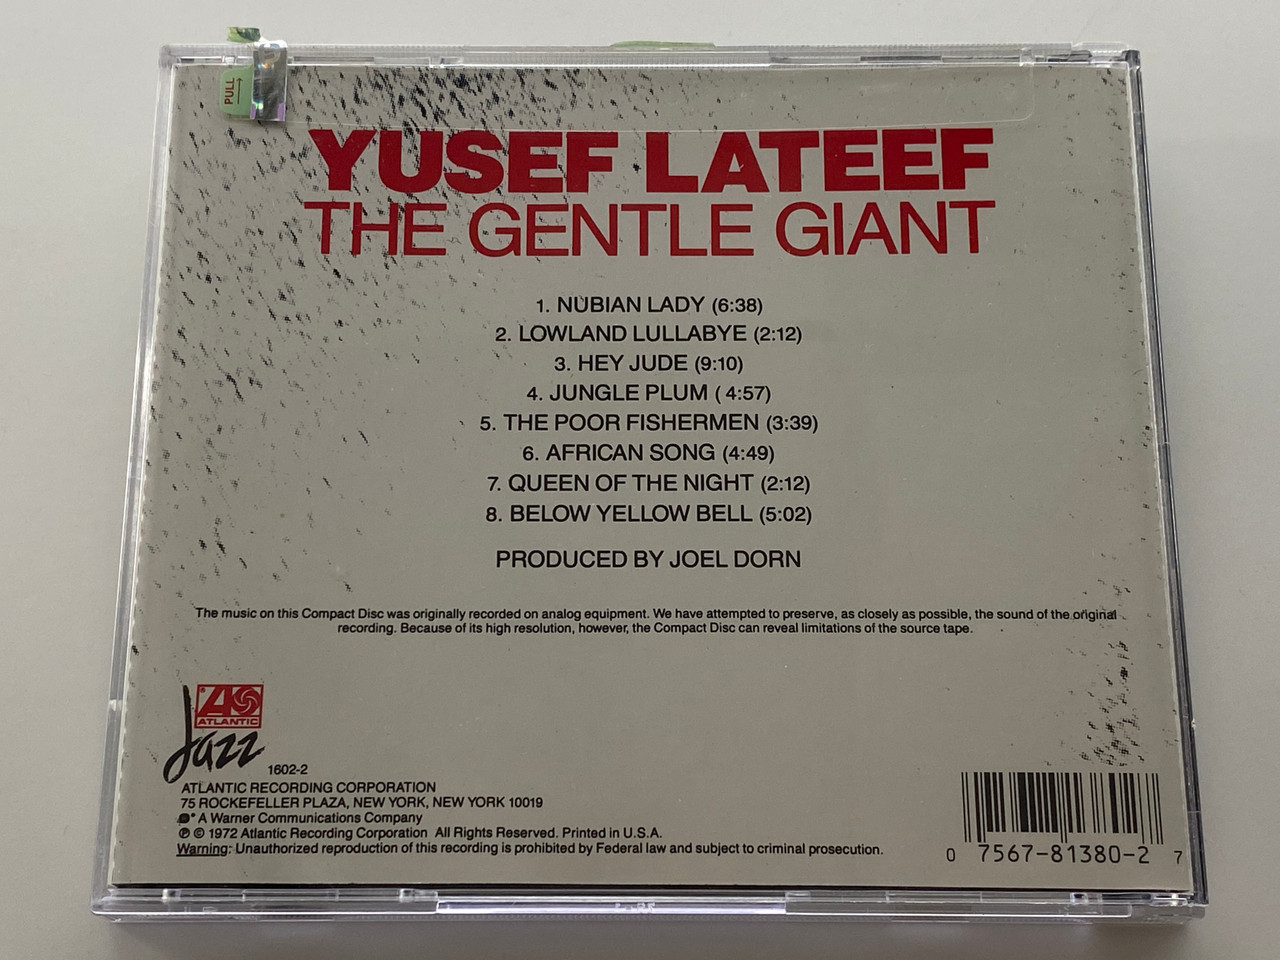 PULL
YUSEF LATEEF
THE GENTLE GIANT
1. NUBIAN LADY (6:38)
2. LOWLAND LULLABYE (2:12)
3. HEY JUDE (9:10)
4. JUNGLE PLUM ( 4:57)
5. THE POOR FISHERMEN (3:39)
6. AFRICAN SONG (4:49)
7. QUEEN OF THE NIGHT (2:12)
8. BELOW YELLOW BELL (5:02)
PRODUCED BY JOEL DORN
The music on this Compact Disc was originally recorded on analog equipment. We have attempted to preserve, as closely as possible, the sound of the original
recording. Because of its high resolution, however, the Compact Disc can reveal limitations of the source tape.
ATLANTIC
Jazz
1602-2
ATLANTIC RECORDING CORPORATION
75 ROCKEFELLER PLAZA, NEW YORK, NEW YORK 10019
* A Warner Communications Company
℗ © 1972 Atlantic Recording Corporation All Rights Reserved. Printed in U.S.A.
Warning: Unauthorized reproduction of this recording is prohibited by Federal law and subject to criminal prosecution.
0 7567-81380-2 7